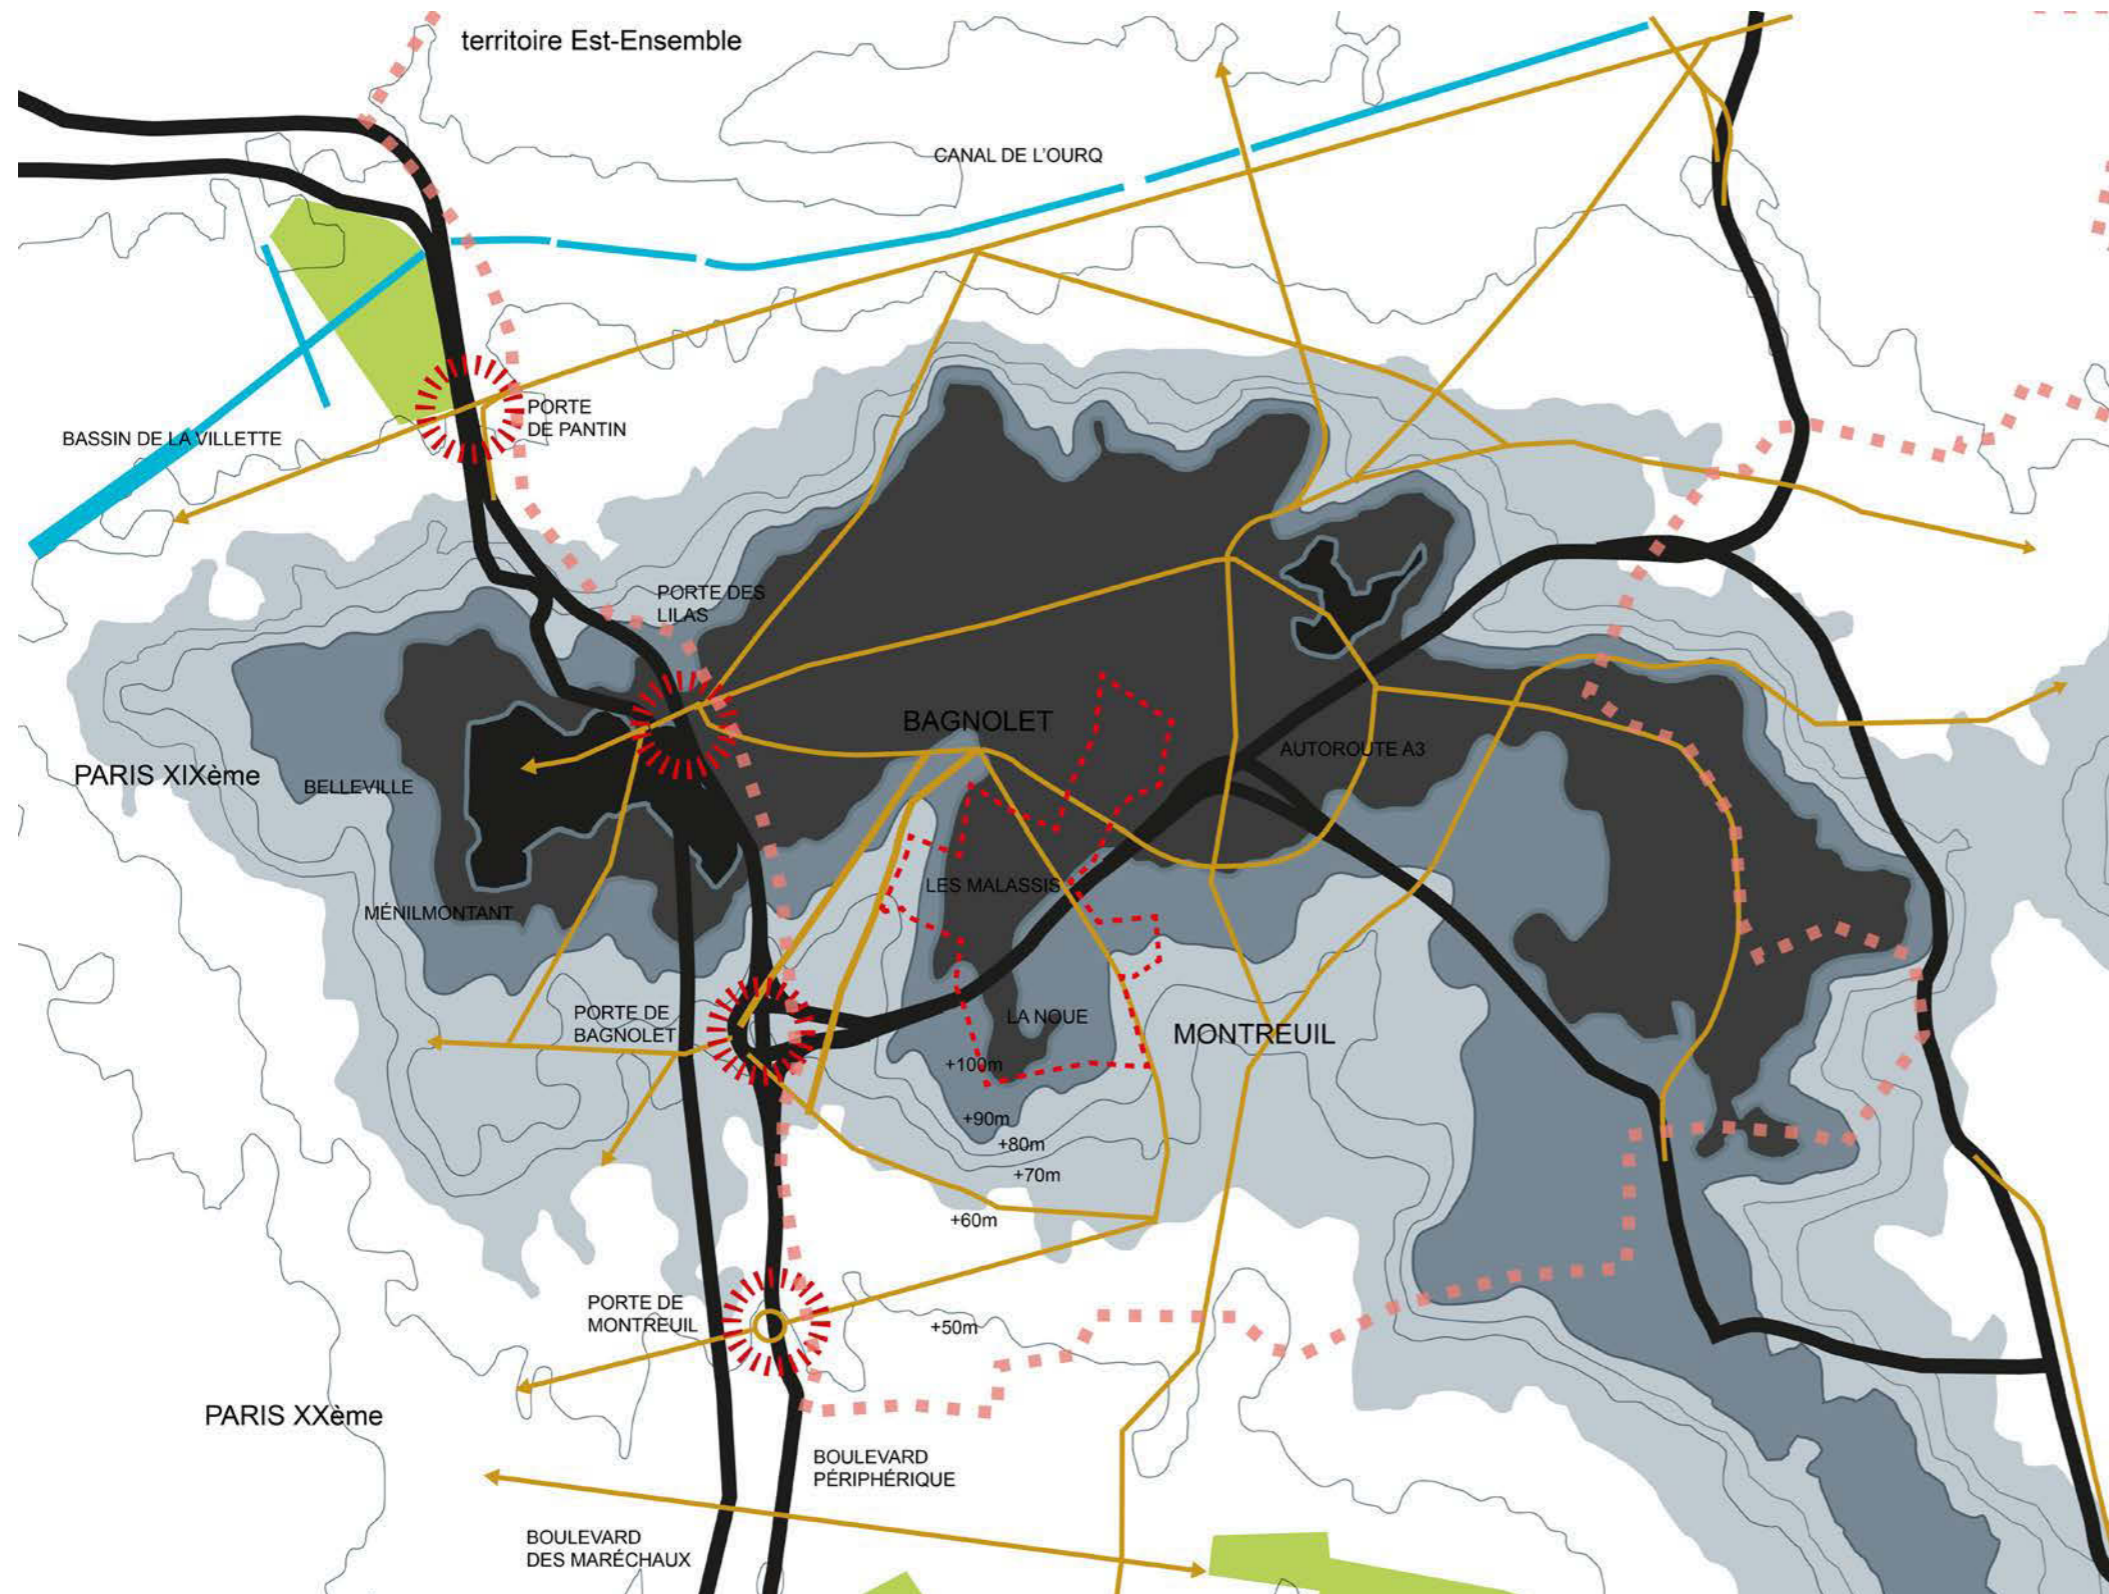 territoire Est-Ensemble
CANAL DE L'OURQ
PORTE
DE PANTIN
BASSIN DE LA VILLETTE
PORTE DES
LILAS
BAGNOLET
AUTOROUTE A3
PARIS XIXème
BELLEVILLE
LES MALASSIS
MÉNILMONTANT
PORTE DE
BAGNOLET
LA NOUE
MONTREUIL
+100m
+90m
+80m
+70m
+60m
PORTE DE
MONTREUIL
+50m
PARIS XXème
BOULEVARD
PÉRIPHÉRIQUE
BOULEVARD
DES MARÉCHAUX